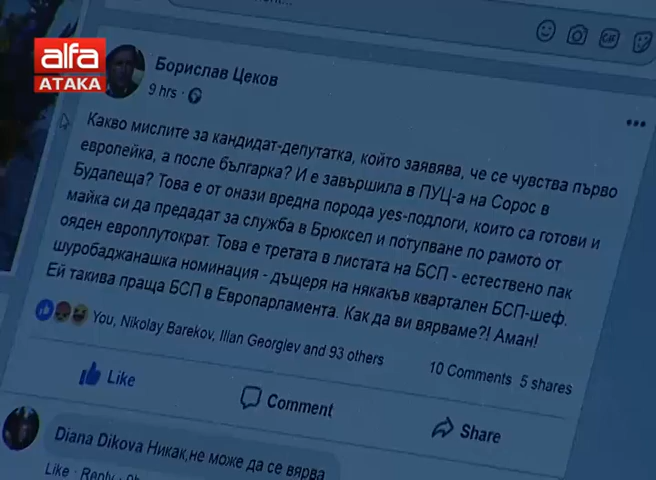 alfa
АТАКА
Борислав Цеков
9 hrs ·
Какво мислите за кандидат-депутатка, който заявява, че се чувства първо
европейка, а после българка? И е завършила в ПУЦ-а на Сорос в
Будапеща? Това е от онази вредна порода yes-подлоги, които са готови и
майка си да предадат за служба в Брюксел и потупване по рамото от
ояден европлутократ. Това е третата в листата на БСП - естествено пак
шуробаджанашка номинация - дъщеря на някакъв квартален БСП-шеф.
Ей такива праща БСП в Европарламента. Как да ви вярваме?! Аман!
You, Nikolay Barekov, Ilian Georgiev and 93 others
10 Comments 5 shares
Like
Comment
Share
Diana Dikova Никак,не може да се вярва
Like · Reply · 9h